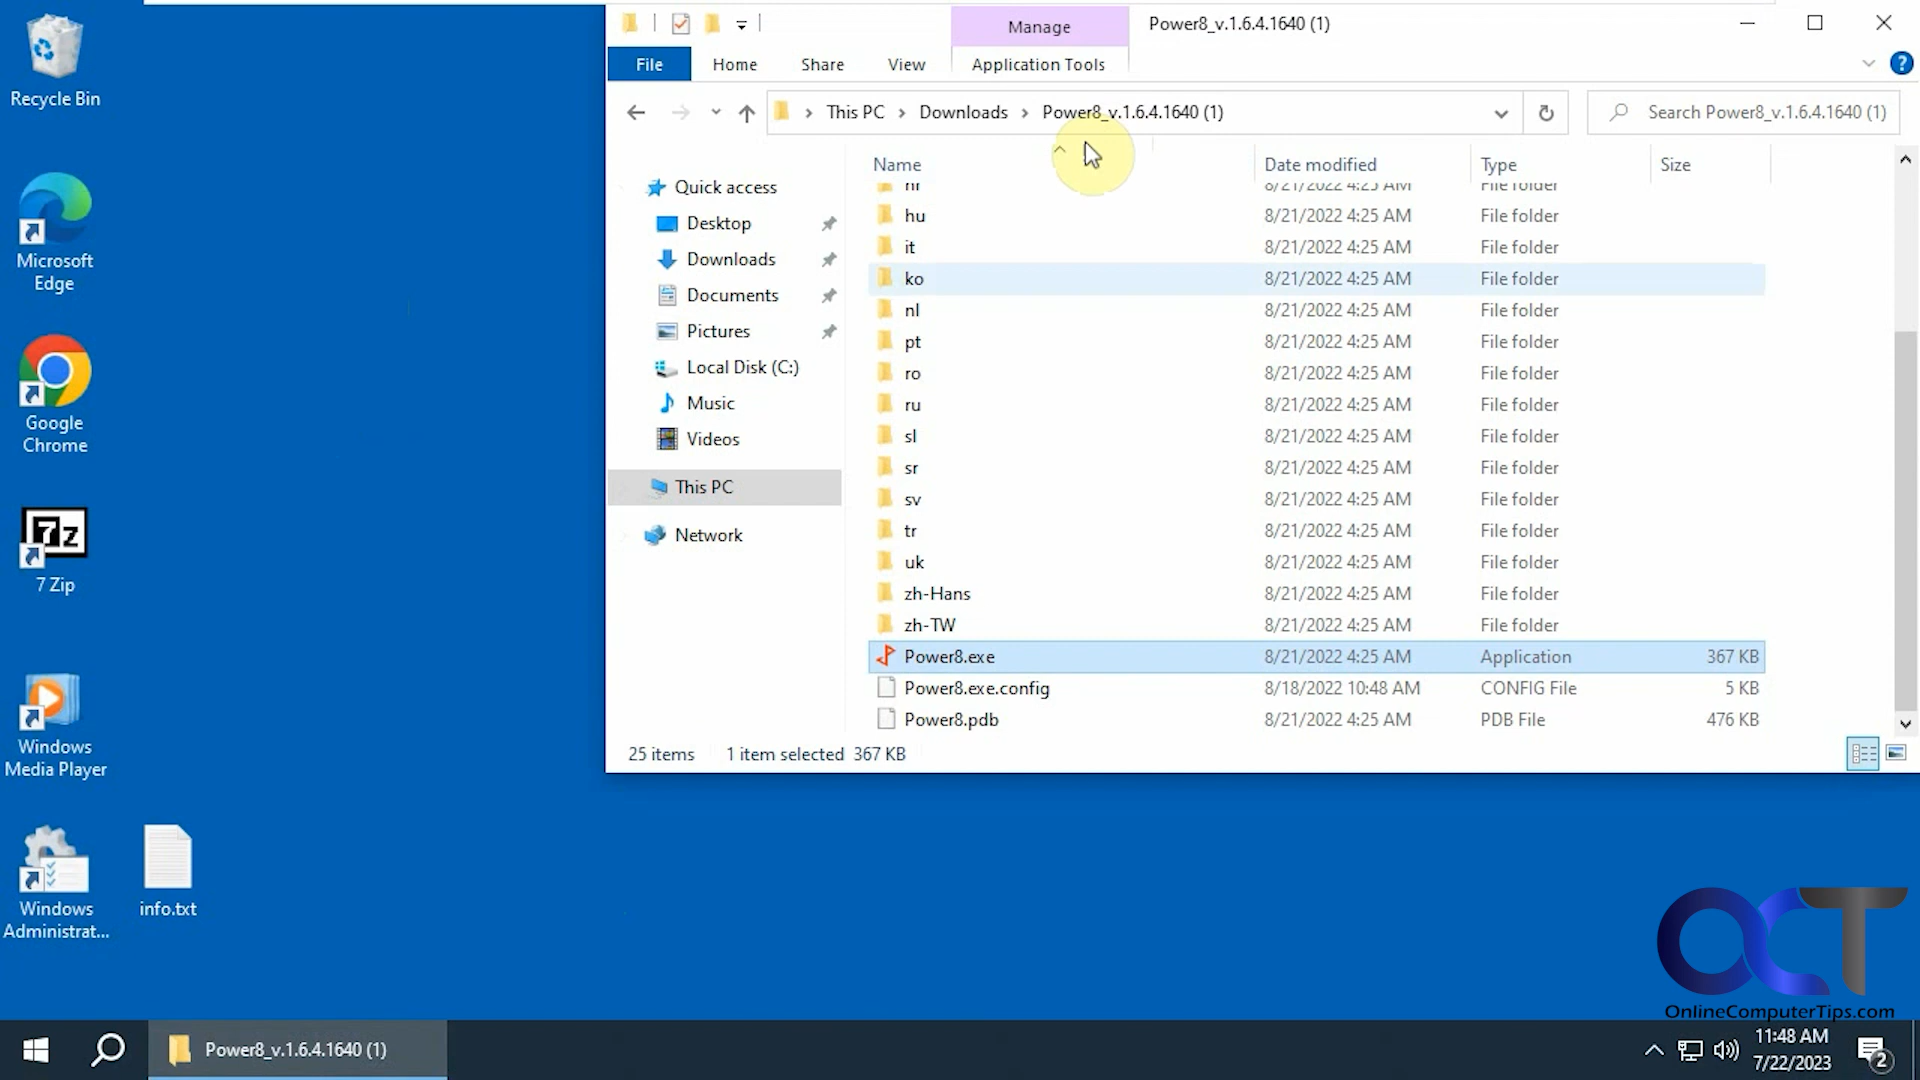 Recycle Bin
Microsoft
Edge
Google
Chrome
7z
7 Zip
Windows
Media Player
Windows
Administrat...
info.txt
Manage
Power8_v.1.6.4.1640 (1)
File
Home
Share
View
Application Tools
?
This PC
Downloads
Power8_v.1.6.4.1640 (1)
Search Power8_v.1.6.4.1640 (1)
Quick access
Desktop
Downloads
Documents
Pictures
Local Disk (C:)
Music
Videos
This PC
Network
Name Date modified Type Size
hr 8/21/2022 4:25 AM File folder
hu 8/21/2022 4:25 AM File folder
it 8/21/2022 4:25 AM File folder
ko 8/21/2022 4:25 AM File folder
nl 8/21/2022 4:25 AM File folder
pt 8/21/2022 4:25 AM File folder
ro 8/21/2022 4:25 AM File folder
ru 8/21/2022 4:25 AM File folder
sl 8/21/2022 4:25 AM File folder
sr 8/21/2022 4:25 AM File folder
sv 8/21/2022 4:25 AM File folder
tr 8/21/2022 4:25 AM File folder
uk 8/21/2022 4:25 AM File folder
zh-Hans 8/21/2022 4:25 AM File folder
zh-TW 8/21/2022 4:25 AM File folder
Power8.exe 8/21/2022 4:25 AM Application 367 KB
Power8.exe.config 8/18/2022 10:48 AM CONFIG File 5 KB
Power8.pdb 8/21/2022 4:25 AM PDB File 476 KB
25 items 1 item selected 367 KB
OCT
OnlineComputerTips.com
Power8_v.1.6.4.1640 (1)
11:48 AM
7/22/2023
2